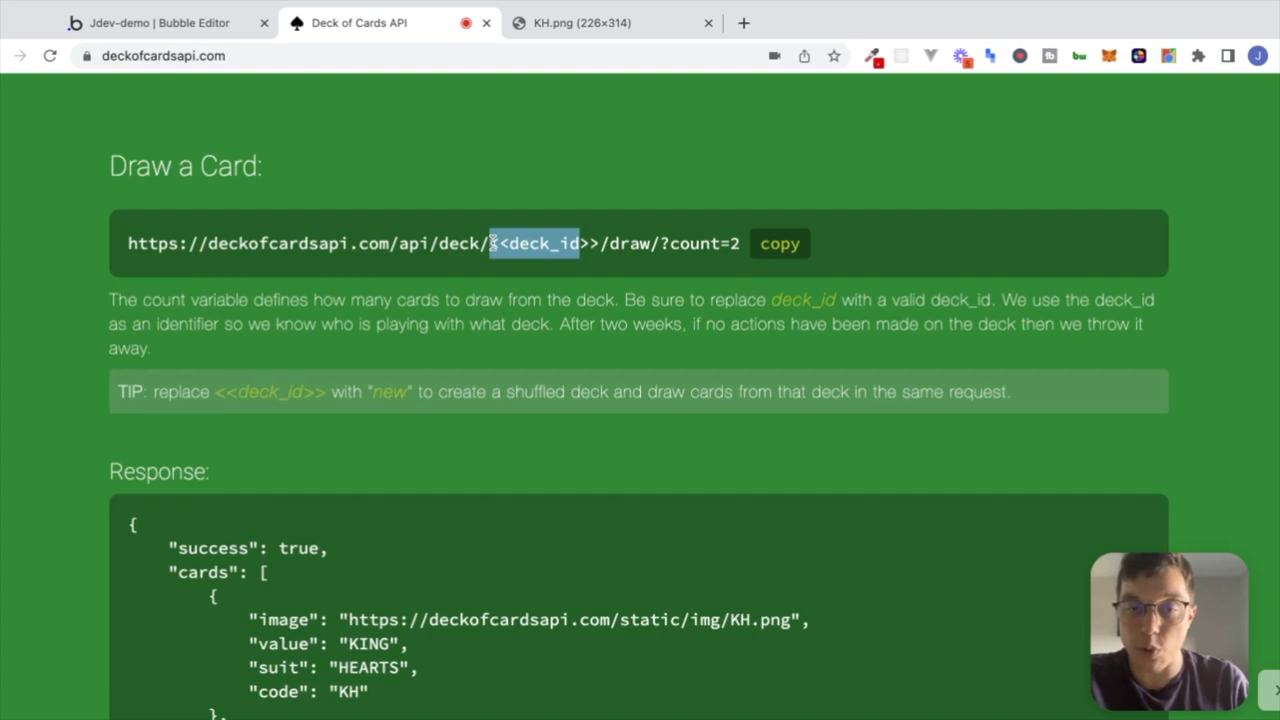 Jdev-demo | Bubble Editor
Deck of Cards API
KH.png (226×314)
deckofcardsapi.com
Draw a Card:
https://deckofcardsapi.com/api/deck/<<deck_id>>/draw/?count=2 copy
The count variable defines how many cards to draw from the deck. Be sure to replace deck_id with a valid deck_id. We use the deck_id
as an identifier so we know who is playing with what deck. After two weeks, if no actions have been made on the deck then we throw it
away.
TIP: replace <<deck_id>> with "new" to create a shuffled deck and draw cards from that deck in the same request.
Response:
{
"success": true,
"cards": [
{
"image": "https://deckofcardsapi.com/static/img/KH.png",
"value": "KING",
"suit": "HEARTS",
"code": "KH"
},